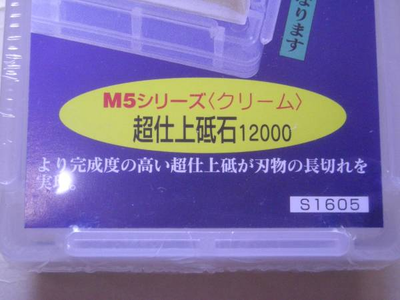 なります
M5シリーズ〈クリーム〉
超仕上砥石12000
より完成度の高い超仕上砥が刃物の長切れを
実現。
S1605